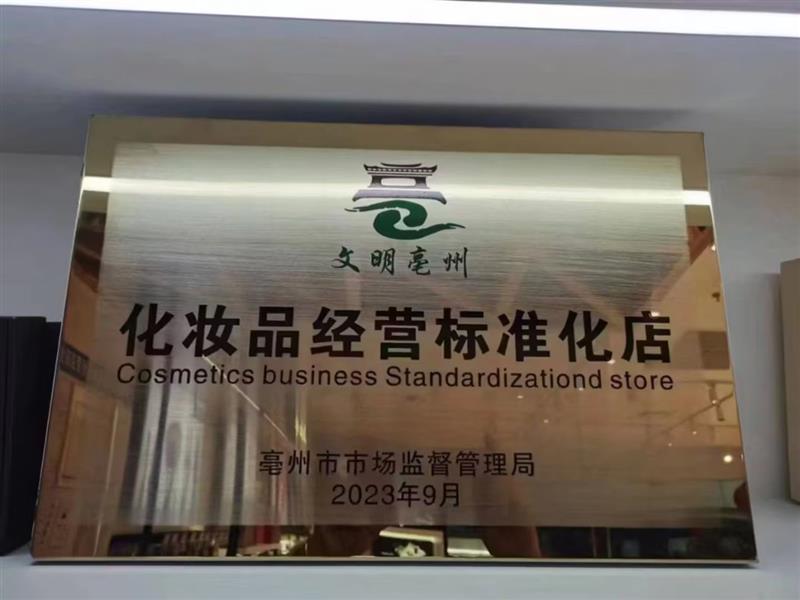 文明亳州
化妆品经营标准化店
Cosmetics business Standardizationd store
亳州市市场监督管理局
2023年9月